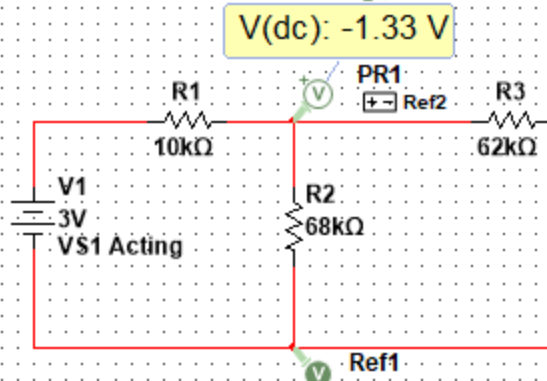 V(dc): -1.33 V
PR1
Ref2
R1
10kΩ
R3
62kΩ
V1
3V
VS1 Acting
R2
68kΩ
V
V
Ref1